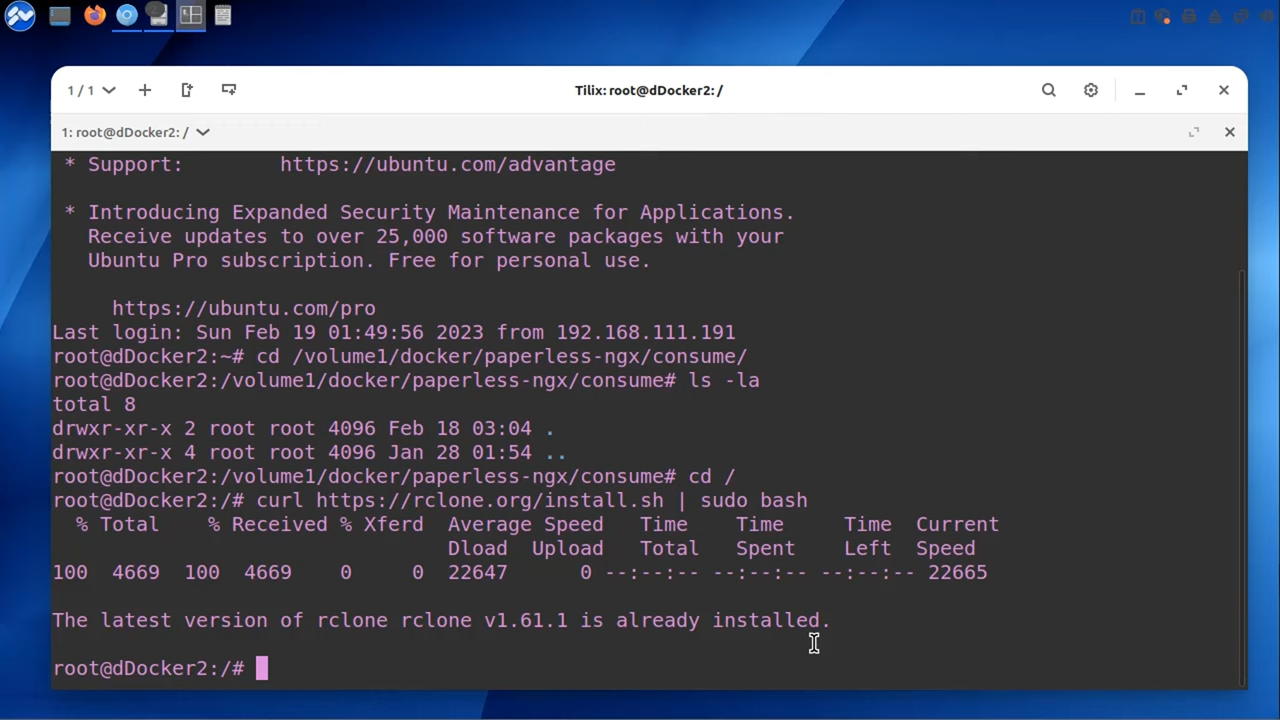 1 / 1
Tilix: root@dDocker2: /
1: root@dDocker2: /
* Support:        https://ubuntu.com/advantage
* Introducing Expanded Security Maintenance for Applications.
Receive updates to over 25,000 software packages with your
Ubuntu Pro subscription. Free for personal use.
https://ubuntu.com/pro
Last login: Sun Feb 19 01:49:56 2023 from 192.168.111.191
root@dDocker2:~# cd /volume1/docker/paperless-ngx/consume/
root@dDocker2:/volume1/docker/paperless-ngx/consume# ls -la
total 8
drwxr-xr-x 2 root root 4096 Feb 18 03:04 .
drwxr-xr-x 4 root root 4096 Jan 28 01:54 ..
root@dDocker2:/volume1/docker/paperless-ngx/consume# cd /
root@dDocker2:/# curl https://rclone.org/install.sh | sudo bash
% Total    % Received % Xferd  Average Speed   Time    Time     Time  Current
Dload  Upload   Total   Spent    Left  Speed
100  4669  100  4669    0     0  22647      0 --:--:-- --:--:-- --:--:-- 22665
The latest version of rclone rclone v1.61.1 is already installed.
root@dDocker2:/#